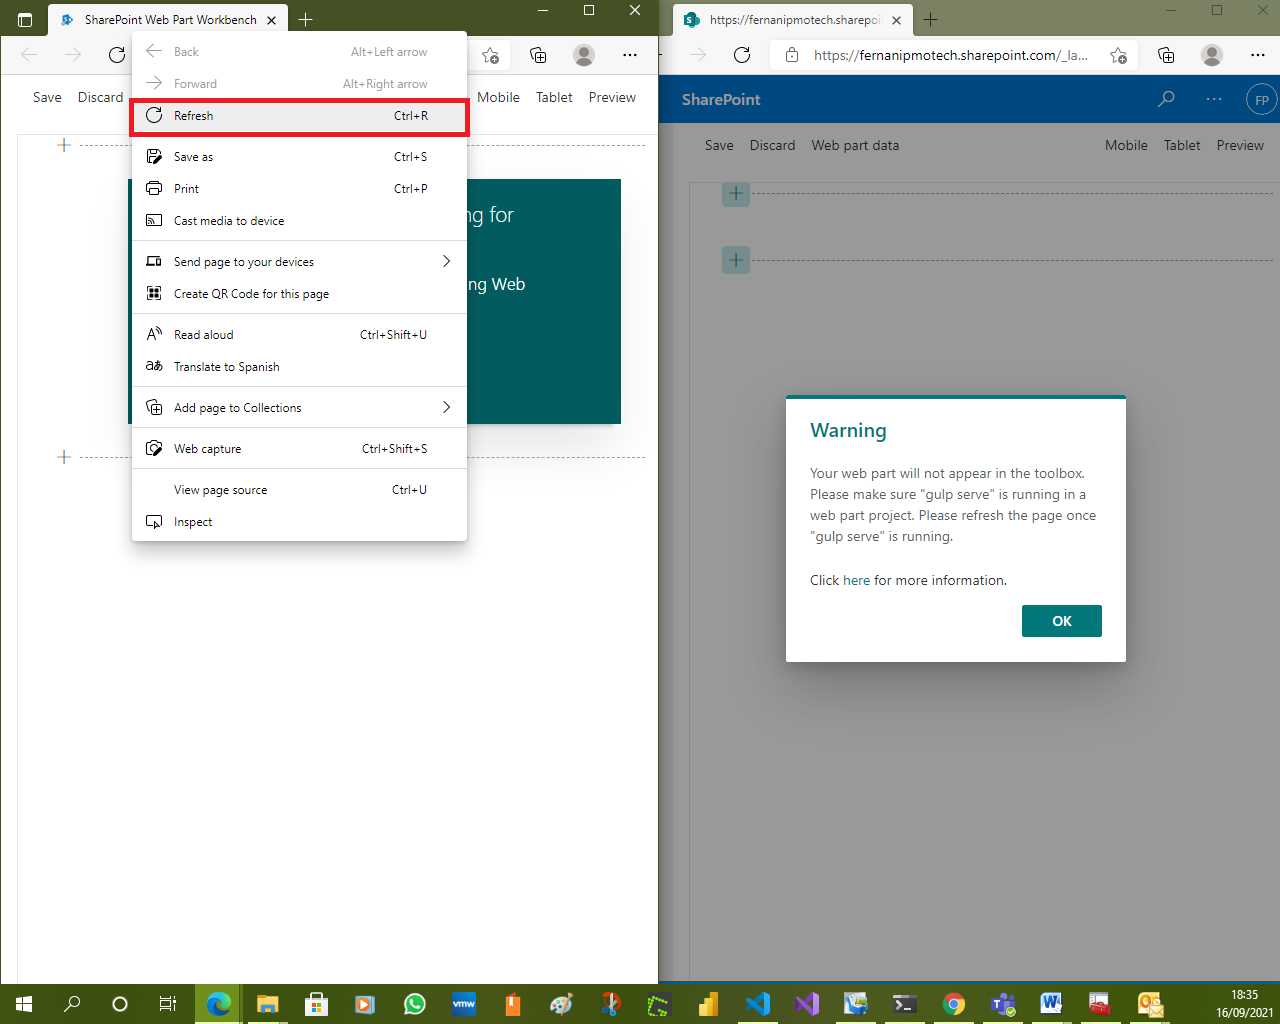 SharePoint Web Part Workbench
Back Alt+Left arrow
Forward Alt+Right arrow
Refresh Ctrl+R
Save as Ctrl+S
Print Ctrl+P
Cast media to device
Send page to your devices
Create QR Code for this page
Read aloud Ctrl+Shift+U
Translate to Spanish
Add page to Collections
Web capture Ctrl+Shift+S
View page source Ctrl+U
Inspect
Save Discard Mobile Tablet Preview
ng for
ng Web
https://fernanipmotech.sharepoi
https://fernanipmotech.sharepoint.com/_la...
SharePoint FP
Save Discard Web part data Mobile Tablet Preview
Warning
Your web part will not appear in the toolbox.
Please make sure "gulp serve" is running in a
web part project. Please refresh the page once
"gulp serve" is running.
Click here for more information.
OK
vmw
18:35
16/09/2021